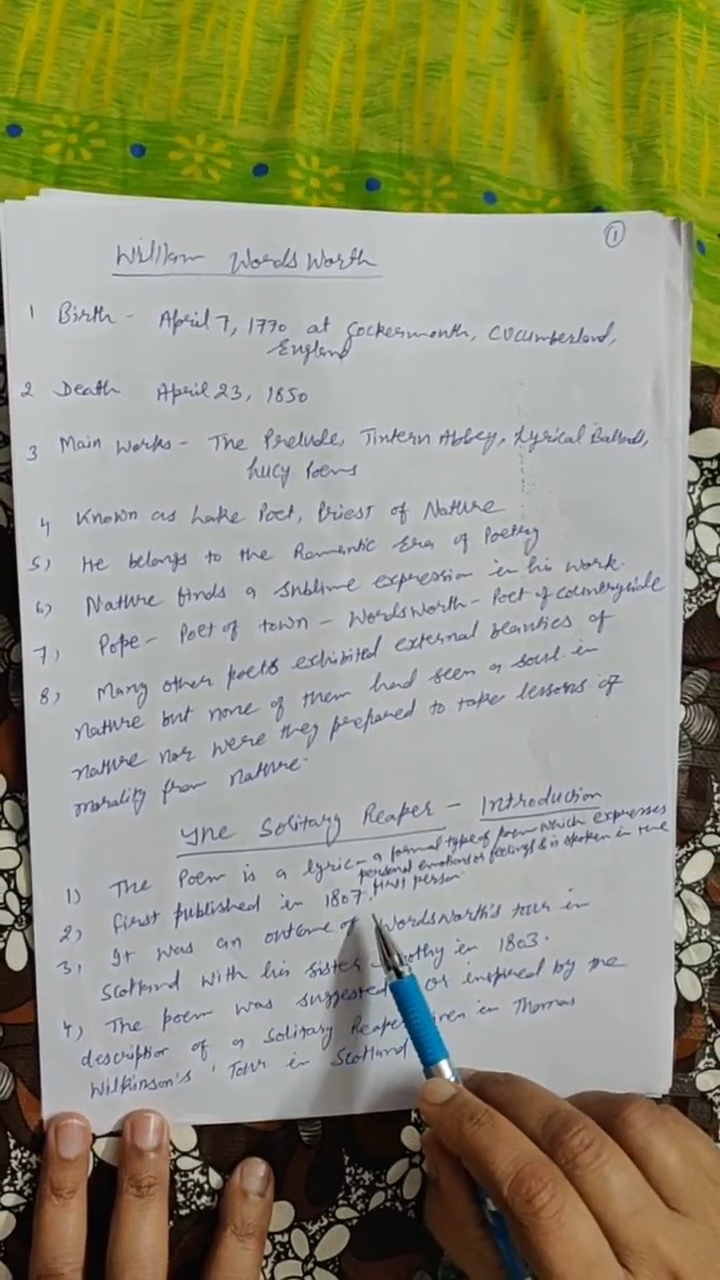 1
William Words Worth
1 Birth - April 7, 1770 at Cockermonth, CUCumberland,
England
2 Death April 23, 1850
3 Main Works - The Prelude, Tintern Abbey, Lyrical Ballads,
Lucy Poems
4 Known as Lake Poet, Priest of Nature
5) He belongs to the Romantic Era of Poetry
6) Nature finds a sublime expression in his work.
7) Pope - Poet of town - Wordsworth - Poet of countryside
8) Many other poets exhibited external beauties of
nature but none of them had seen a soul in
nature nor were they prepared to take lessons of
morality from nature.
The Solitary Reaper - Introduction
1) The Poem is a lyric - a formal type of poem which expresses
personal emotions or feelings & is spoken in the
first person.
2) First published in 1807.
3) It was an outcome of Wordsworth's tour in
Scotland with his sister in 1803.
4) The poem was suggested or inspired by the
description of a Solitary Reaper in Thomas
Wilkinson's 'Tour in Scotland